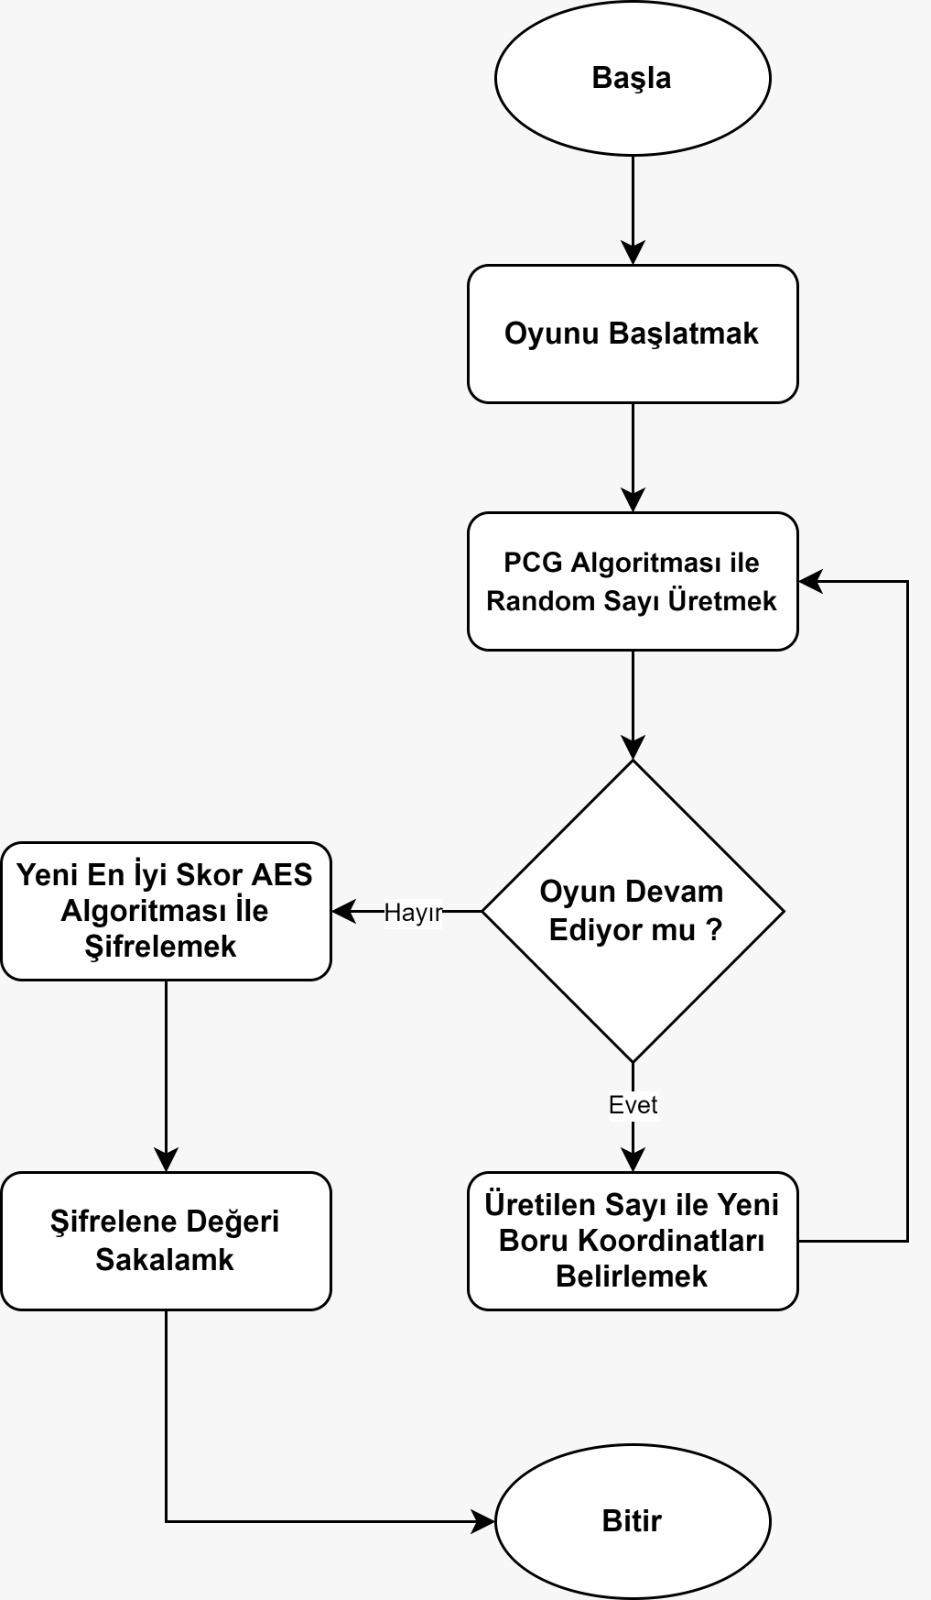 Başla
Oyunu Başlatmak
PCG Algoritması ile
Random Sayı Üretmek
Oyun Devam
Ediyor mu ?
Hayır
Yeni En İyi Skor AES
Algoritması İle
Şifrelemek
Evet
Şifrelene Değeri
Sakalamk
Üretilen Sayı ile Yeni
Boru Koordinatları
Belirlemek
Bitir